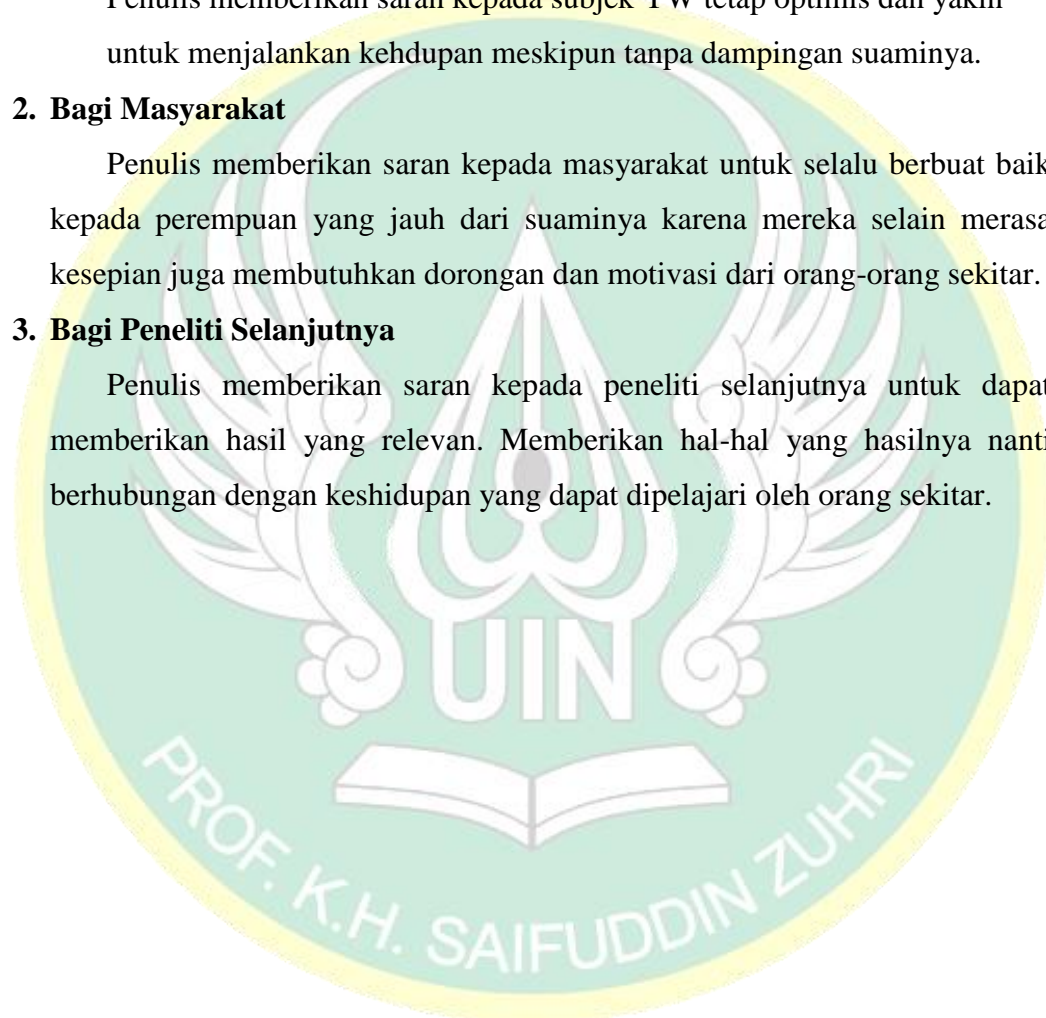 Penulis memberikan saran kepada subjek YW tetap optimis dan yakin
untuk menjalankan kehdupan meskipun tanpa dampingan suaminya.
2. Bagi Masyarakat
Penulis memberikan saran kepada masyarakat untuk selalu berbuat baik
kepada perempuan yang jauh dari suaminya karena mereka selain merasa
kesepian juga membutuhkan dorongan dan motivasi dari orang-orang sekitar.
3. Bagi Peneliti Selanjutnya
Penulis memberikan saran kepada peneliti selanjutnya untuk dapat
memberikan hasil yang relevan. Memberikan hal-hal yang hasilnya nanti
berhubungan dengan keshidupan yang dapat dipelajari oleh orang sekitar.
UIN
PROF. K.H. SAIFUDDIN ZUHRI